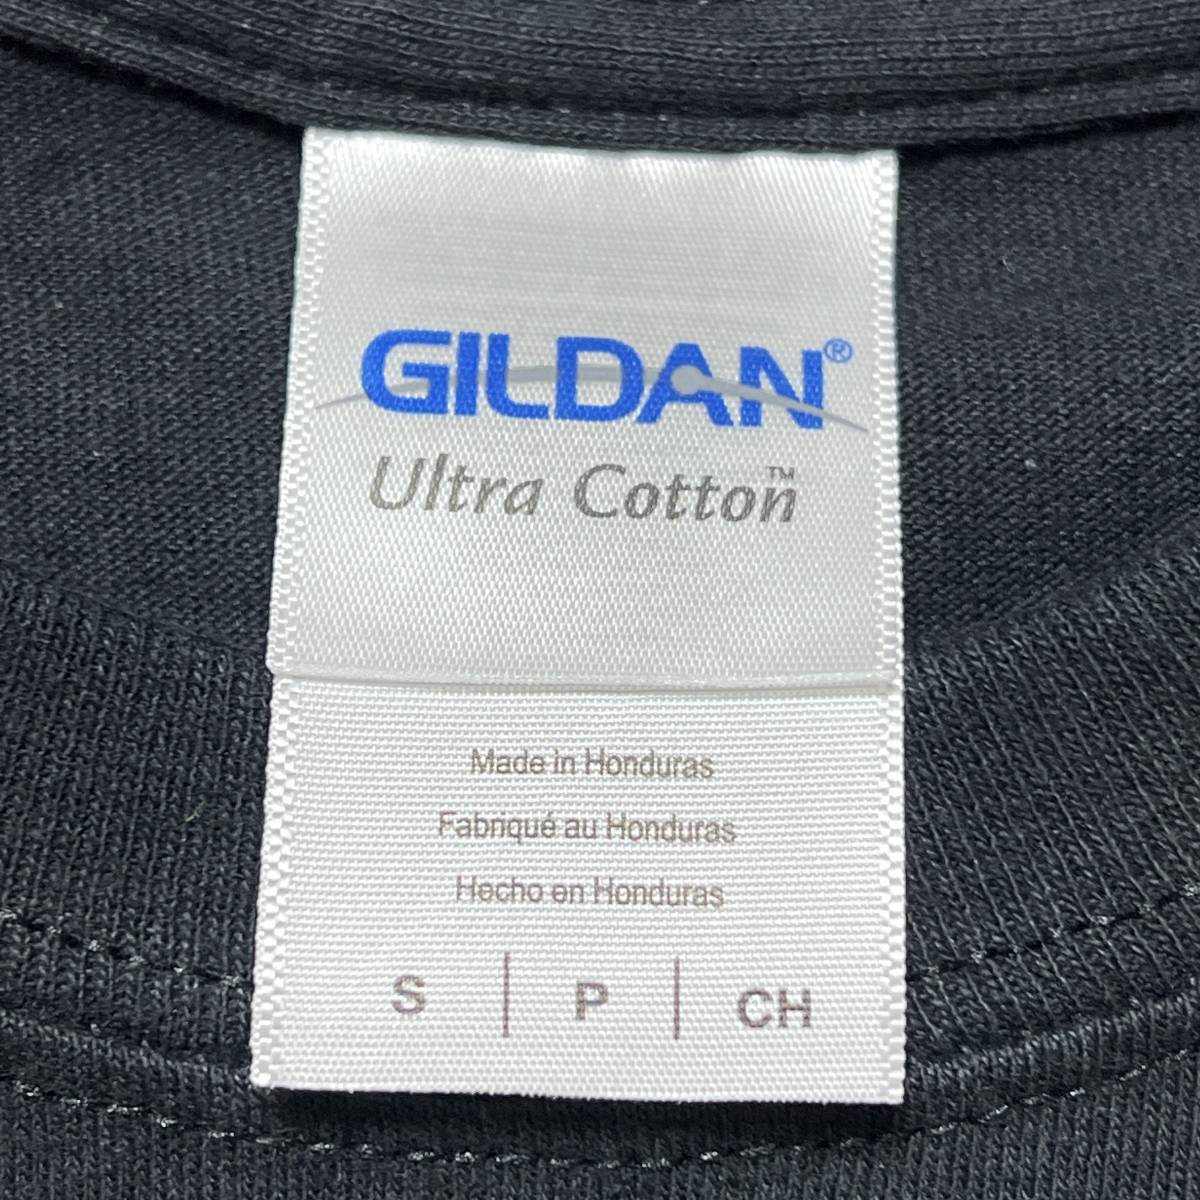 GILDAN®
Ultra Cotton™
Made in Honduras
Fabriqué au Honduras
Hecho en Honduras
S | P | CH